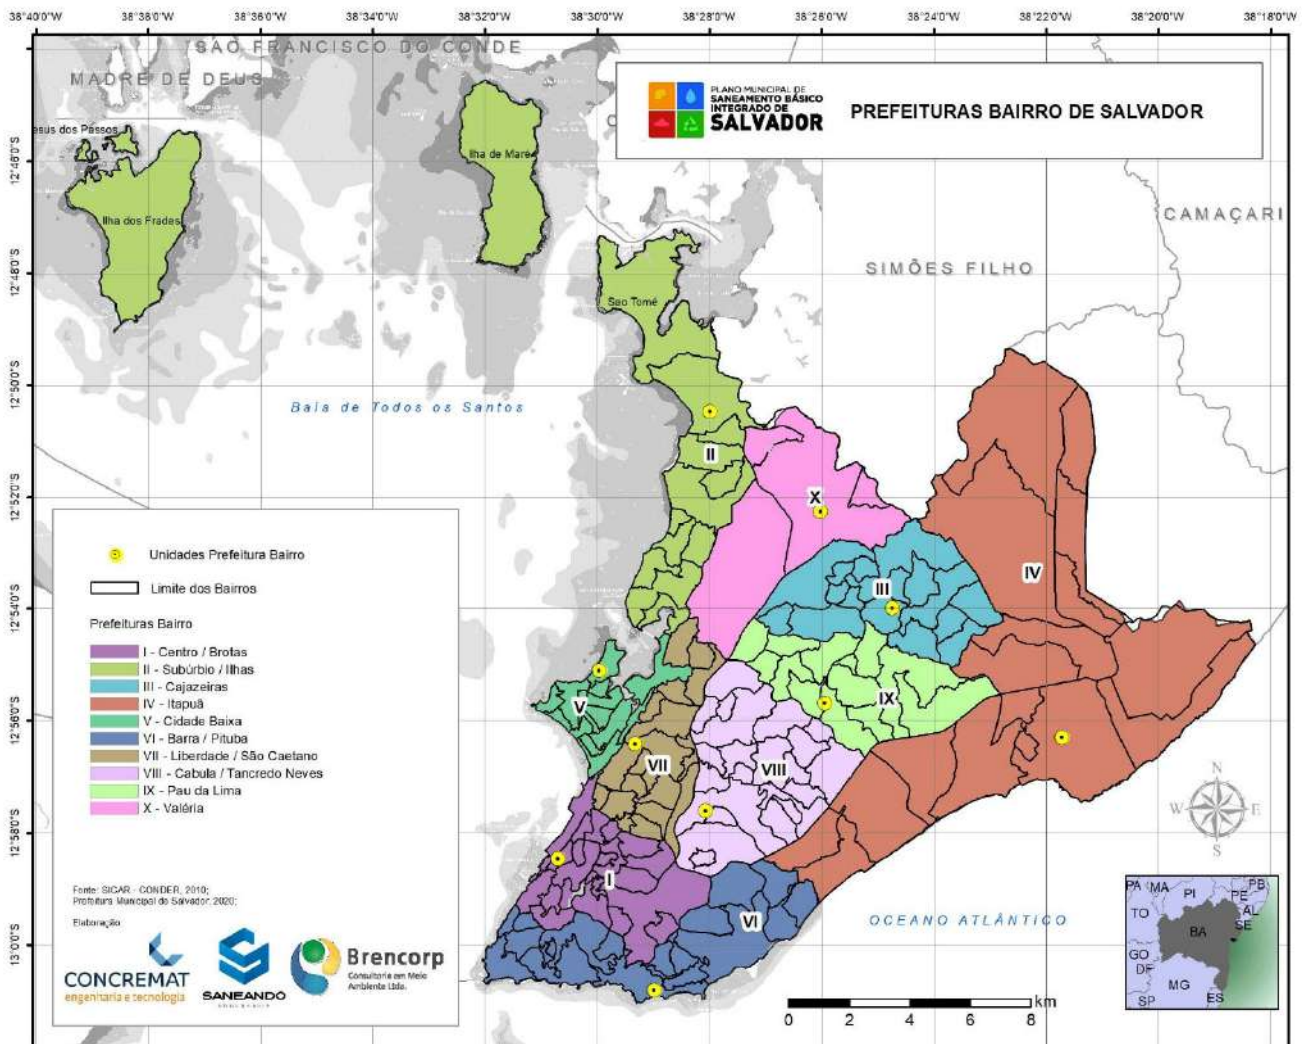 38°40'0"W 38°38'0"W 38°36'0"W 38°34'0"W 38°32'0"W 38°30'0"W 38°28'0"W 38°26'0"W 38°24'0"W 38°22'0"W 38°20'0"W 38°18'0"W
SÃO FRANCISCO DO CONDE
MADRE DE DEUS
PLANO MUNICIPAL DE
SANEAMENTO BÁSICO
INTEGRADO DE
SALVADOR
PREFEITURAS BAIRRO DE SALVADOR
esus dos Passos
Ilha de Maré
Ilha dos Frades
CAMAÇARI
SIMÕES FILHO
Sao Tomé
Baía de Todos os Santos
12°46'0"S
12°48'0"S
12°50'0"S
12°52'0"S
12°54'0"S
12°56'0"S
12°58'0"S
13°0'0"S
II
X
III
IV
V
IX
VII
VIII
I
VI
Unidades Prefeitura Bairro
Limite dos Bairros
Prefeituras Bairro
I - Centro / Brotas
II - Subúrbio / Ilhas
III - Cajazeiras
IV - Itapuã
V - Cidade Baixa
VI - Barra / Pituba
VII - Liberdade / São Caetano
VIII - Cabula / Tancredo Neves
IX - Pau da Lima
X - Valéria
Fonte: SICAR - CONDER, 2010;
Prefeitura Municipal do Salvador, 2020;
Elaboração
CONCREMAT
engenharia e tecnologia
SANEANDO
Brencorp
Consultoria em Meio
Ambiente Ltda.
OCEANO ATLÂNTICO
N
W E
S
km
0 2 4 6 8
PA MA PI PB
PE
TO AL
SE
BA
GO
DF
MG
SP ES